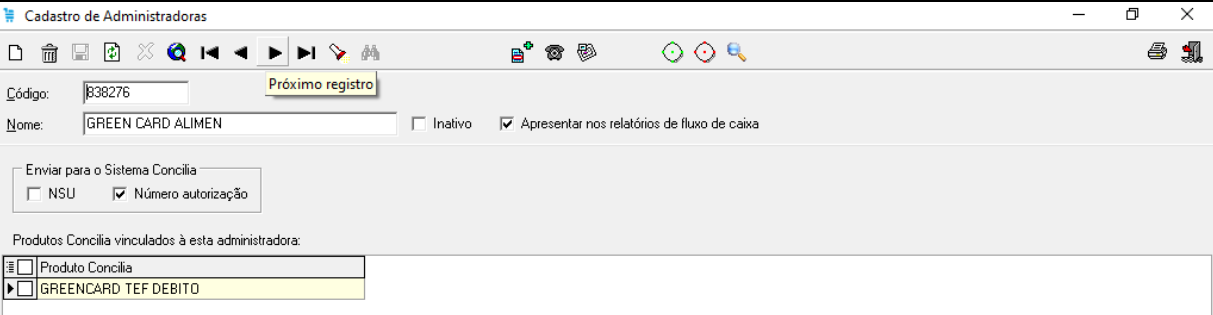 Cadastro de Administradoras
Próximo registro
Código: 838276
Nome: GREEN CARD ALIMEN Inativo Apresentar nos relatórios de fluxo de caixa
Enviar para o Sistema Concilia
NSU Número autorização
Produtos Concilia vinculados à esta administradora:
Produto Concilia
GREENCARD TEF DEBITO